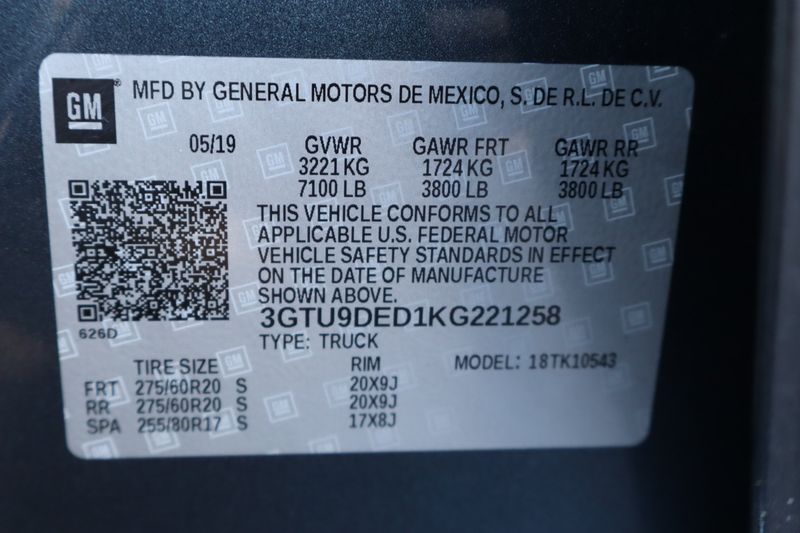 GM ® MFD BY GENERAL MOTORS DE MEXICO, S. DE R.L. DE C.V.
05/19 GVWR GAWR FRT GAWR RR
3221 KG 1724 KG 1724 KG
7100 LB 3800 LB 3800 LB
THIS VEHICLE CONFORMS TO ALL
APPLICABLE U.S. FEDERAL MOTOR
VEHICLE SAFETY STANDARDS IN EFFECT
ON THE DATE OF MANUFACTURE
SHOWN ABOVE.
3GTU9DED1KG221258
626D
TYPE: TRUCK
TIRE SIZE RIM MODEL: 18TK10543
FRT 275/60R20 S 20X9J
RR 275/60R20 S 20X9J
SPA 255/80R17 S 17X8J